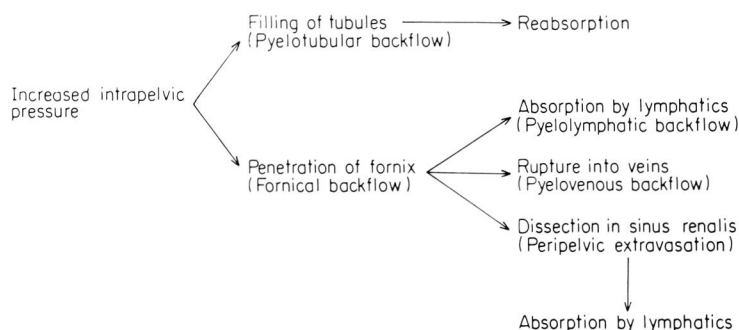 Filling of tubules
(Pyelotubular backflow)
Reabsorption
Increased intrapelvic
pressure
Absorption by lymphatics
(Pyelolymphatic backflow)
Penetration of fornix
(Fornical backflow)
Rupture into veins
(Pyelovenous backflow)
Dissection in sinus renalis
(Peripelvic extravasation)
Absorption by lymphatics